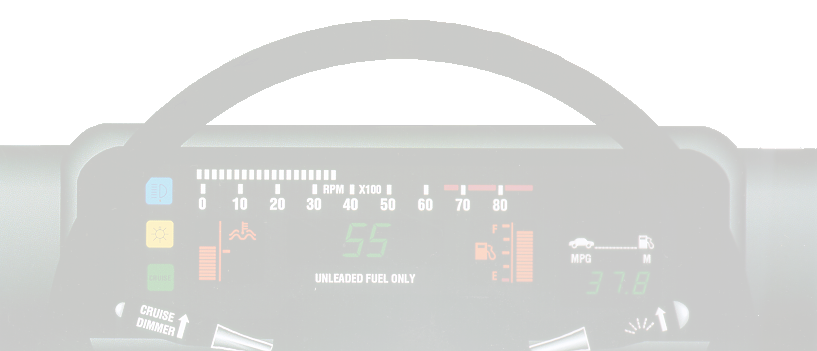 RPM X100
0 10 20 30 40 50 60 70 80
F
55
MPG M
E
UNLEADED FUEL ONLY
37.8
CRUISE
DIMMER